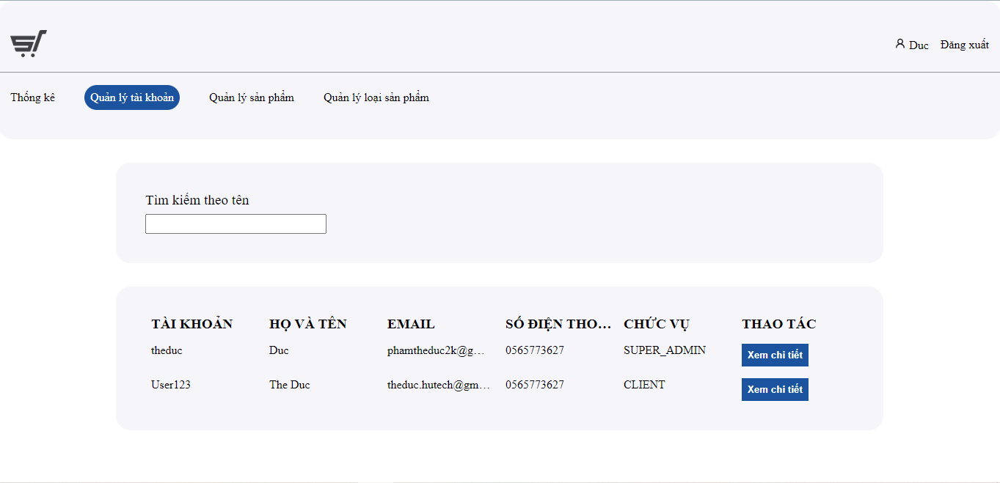 Duc Đăng xuất
Thống kê Quản lý tài khoản Quản lý sản phẩm Quản lý loại sản phẩm
Tìm kiếm theo tên
TÀI KHOẢN HỌ VÀ TÊN EMAIL SỐ ĐIỆN THO... CHỨC VỤ THAO TÁC
theduc Duc phamtheduc2k@g... 0565773627 SUPER_ADMIN Xem chi tiết
User123 The Duc theduc.hutech@gm... 0565773627 CLIENT Xem chi tiết